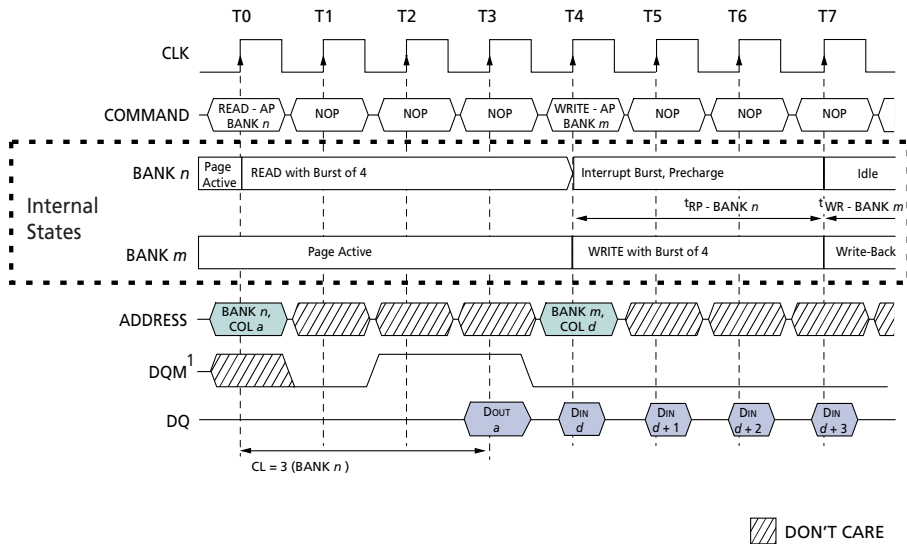 T0 T1 T2 T3 T4 T5 T6 T7
CLK
COMMAND
READ - AP
BANK n
NOP
NOP
NOP
WRITE - AP
BANK m
NOP
NOP
NOP
Internal
States
BANK n
Page
Active
READ with Burst of 4
Interrupt Burst, Precharge
Idle
tRP - BANK n
tWR - BANK m
BANK m
Page Active
WRITE with Burst of 4
Write-Back
ADDRESS
BANK n,
COL a
BANK m,
COL d
DQM1
DQ
DOUT
a
DIN
d
DIN
d + 1
DIN
d + 2
DIN
d + 3
CL = 3 (BANK n )
DON'T CARE